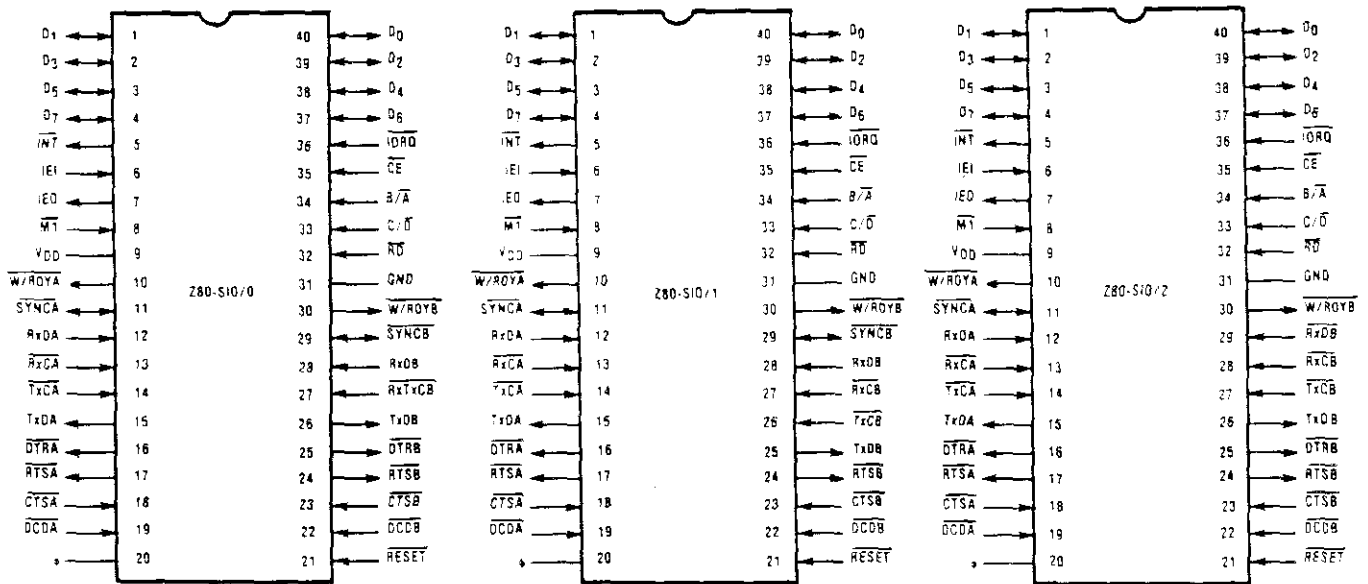 D1 1 40 D0
D3 2 39 D2
D5 3 38 D4
D7 4 37 D6
INT 5 36 IORQ
IEI 6 35 CE
IEO 7 34 B/A
M1 8 33 C/D
VDD 9 32 RD
W/RDYA 10 31 GND
Z80-SIO/0
SYNCA 11 30 W/RDYB
RxDA 12 29 SYNCB
RxCA 13 28 RxDB
TxCA 14 27 RxTxCB
TxDA 15 26 TxDB
DTRA 16 25 DTRB
RTSA 17 24 RTSB
CTSA 18 23 CTSB
DCDA 19 22 DCDB
20 21 RESET
D1 1 40 D0
D3 2 39 D2
D5 3 38 D4
D7 4 37 D6
INT 5 36 IORQ
IEI 6 35 CE
IEO 7 34 B/A
M1 8 33 C/D
VDD 9 32 RD
W/RDYA 10 31 GND
Z80-SIO/1
SYNCA 11 30 W/RDYB
RxDA 12 29 SYNCB
RxCA 13 28 RxDB
TxCA 14 27 RxCB
TxDA 15 26 TxCB
DTRA 16 25 TxDB
RTSA 17 24 RTSB
CTSA 18 23 CTSB
DCDA 19 22 DCDB
20 21 RESET
D1 1 40 D0
D3 2 39 D2
D5 3 38 D4
D7 4 37 D6
INT 5 36 IORQ
IEI 6 35 CE
IEO 7 34 B/A
M1 8 33 C/D
VDD 9 32 RD
W/RDYA 10 31 GND
Z80-SIO/2
SYNCA 11 30 W/RDYB
RxDA 12 29 RxDB
RxCA 13 28 RxCB
TxCA 14 27 TxCB
TxDA 15 26 TxDB
DTRA 16 25 DTRB
RTSA 17 24 RTSB
CTSA 18 23 CTSB
DCDA 19 22 DCDB
20 21 RESET